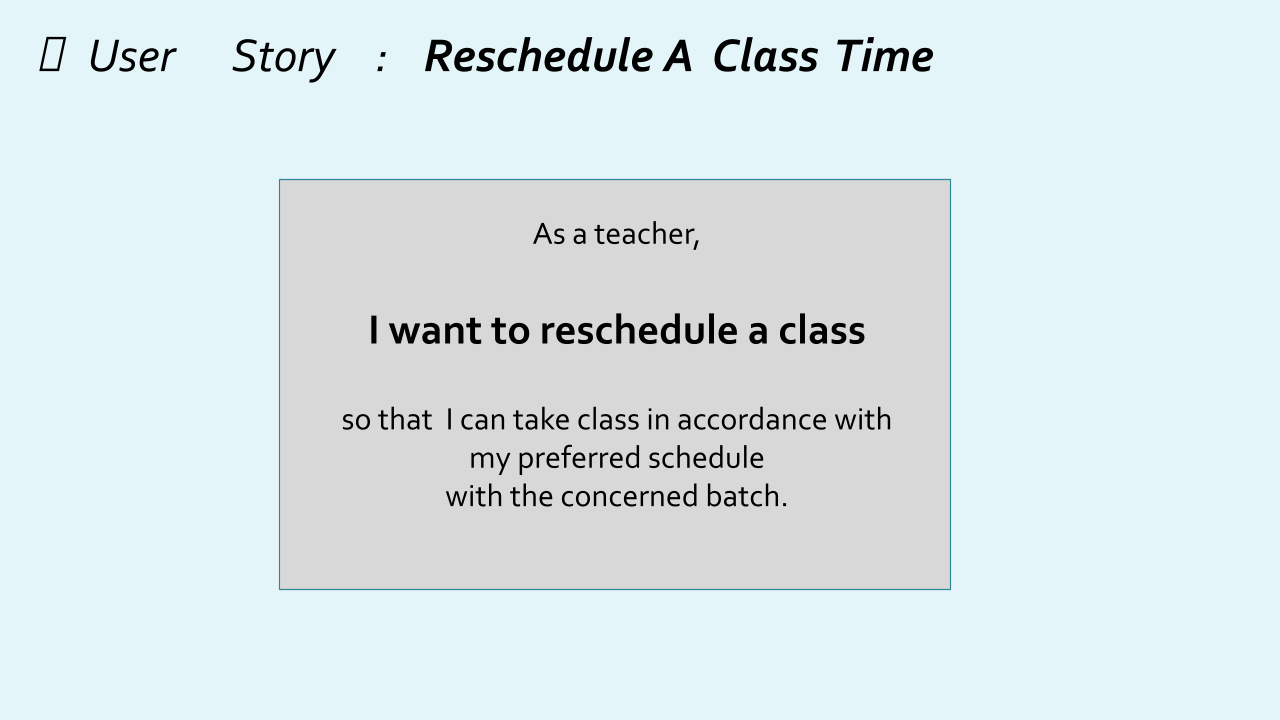 User Story : Reschedule A Class Time
As a teacher,
I want to reschedule a class
so that I can take class in accordance with
my preferred schedule
with the concerned batch.